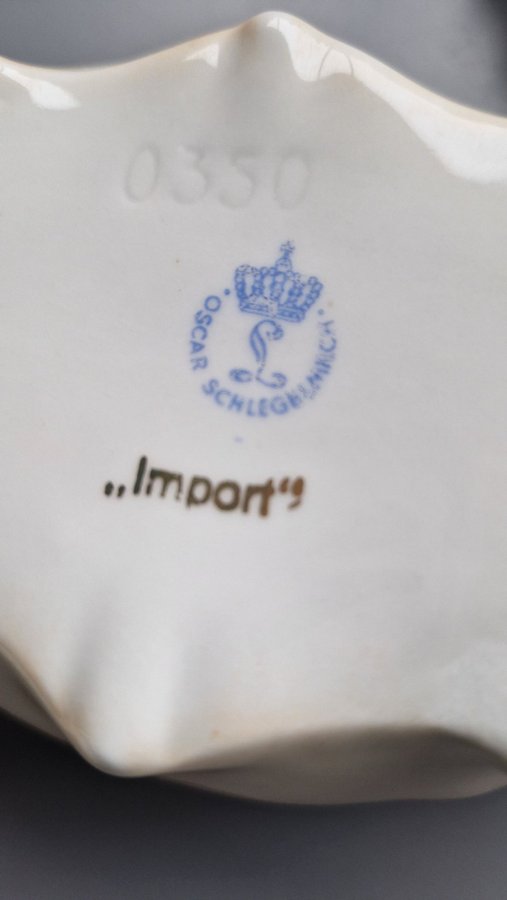 0350
OSCAR SCHLEGELMILCH
L
„Import“